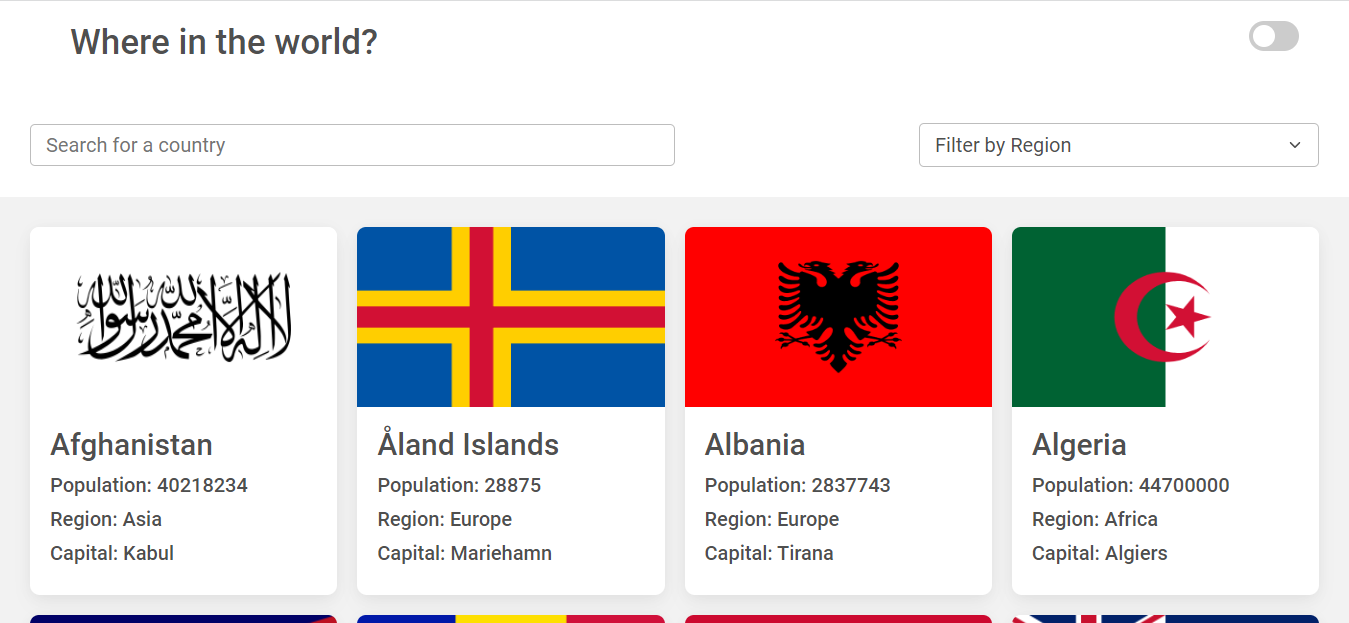 Where in the world?
Search for a country
Filter by Region
لا إله إلا الله محمد رسول الله
Afghanistan
Population: 40218234
Region: Asia
Capital: Kabul
Åland Islands
Population: 28875
Region: Europe
Capital: Mariehamn
Albania
Population: 2837743
Region: Europe
Capital: Tirana
Algeria
Population: 44700000
Region: Africa
Capital: Algiers